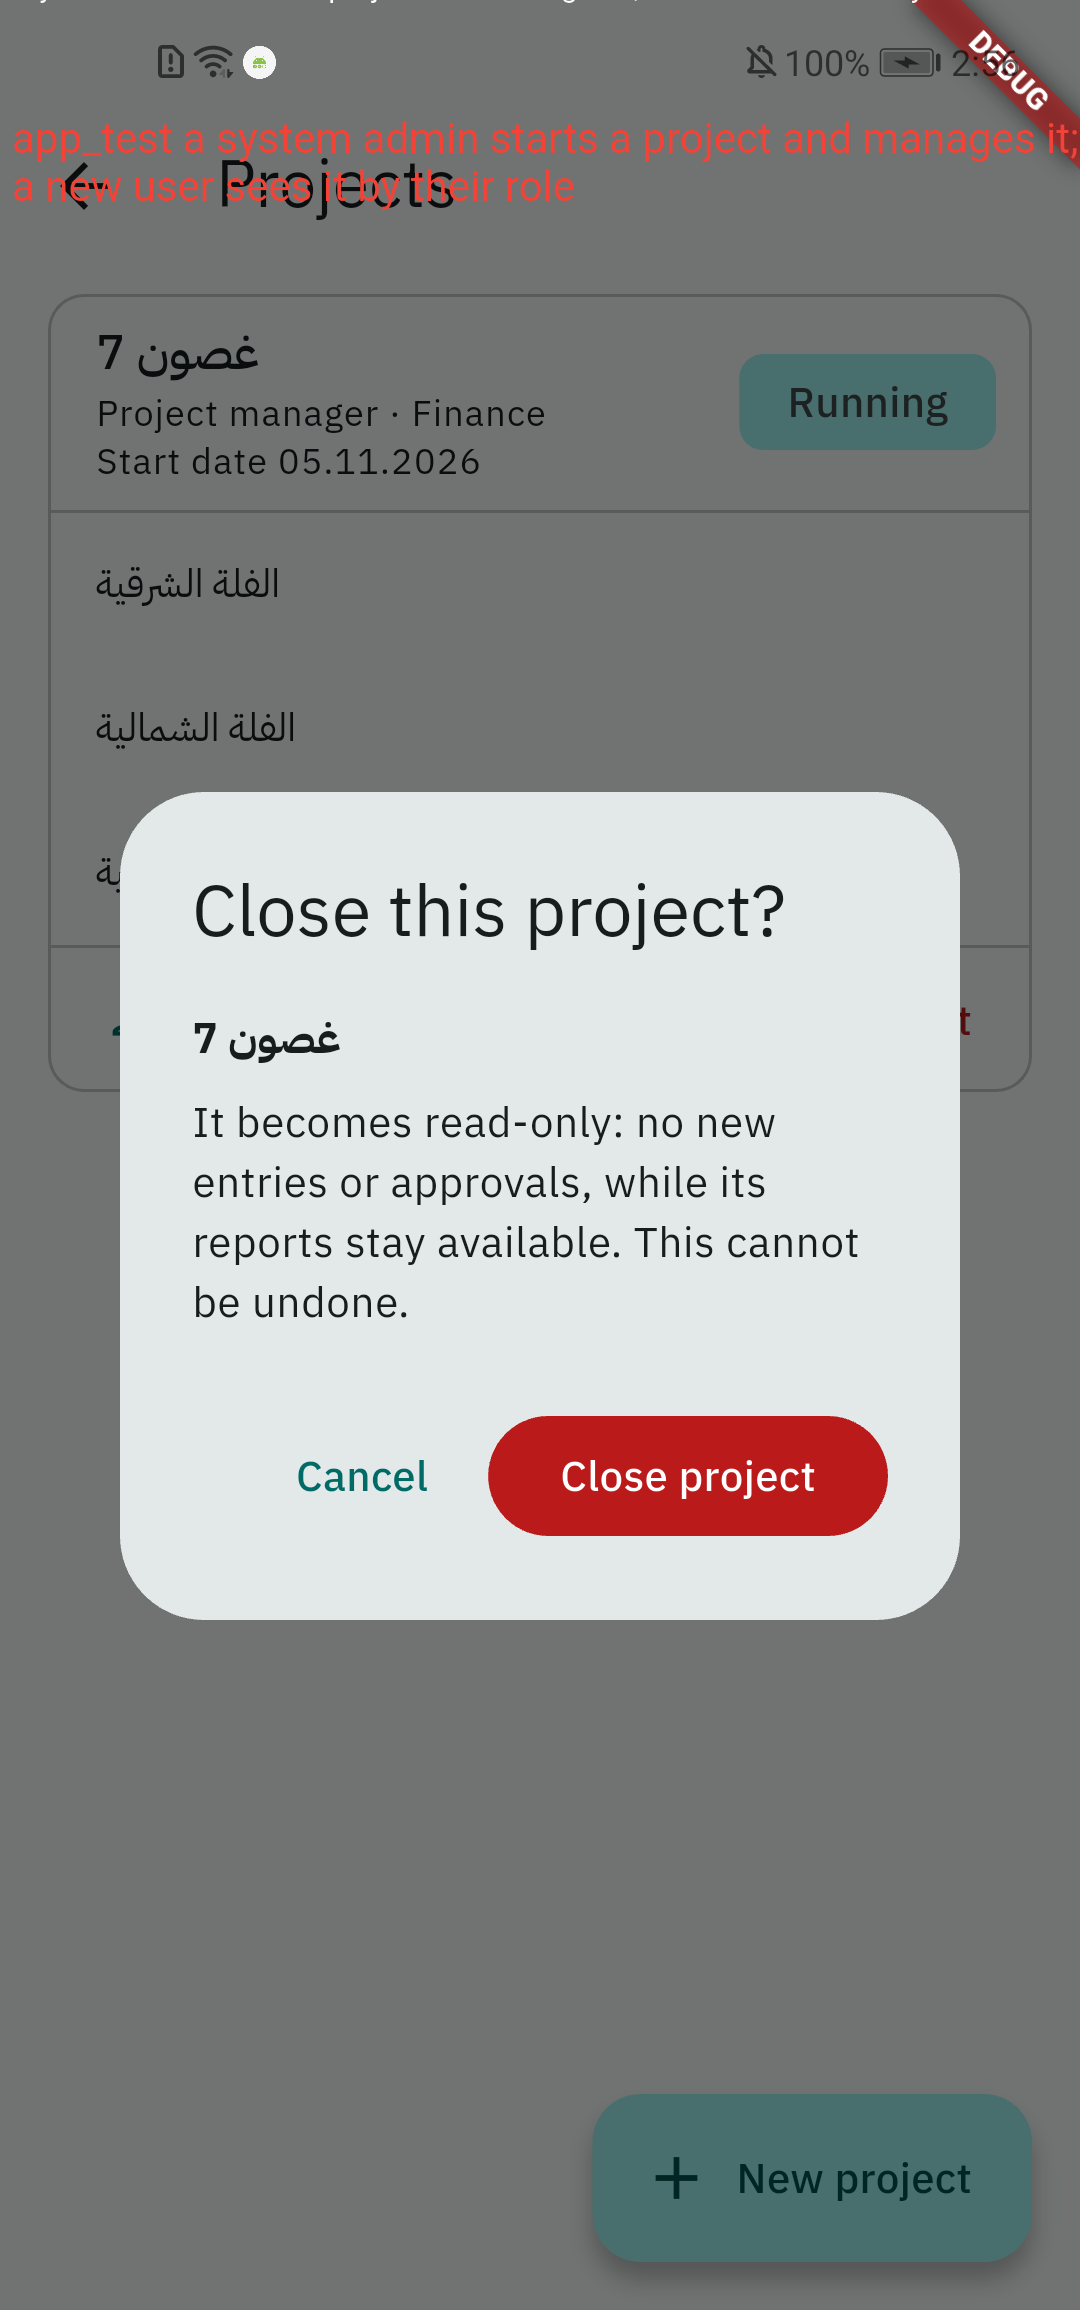 100%
DEBUG
app_test a system admin starts a project and manages it;
a new user sees it by their role
Projects
غصون 7
Project manager · Finance
Start date 05.11.2026
Running
الفلة الشرقية
الفلة الشمالية
Close this project?
غصون 7
It becomes read-only: no new
entries or approvals, while its
reports stay available. This cannot
be undone.
Cancel
Close project
New project